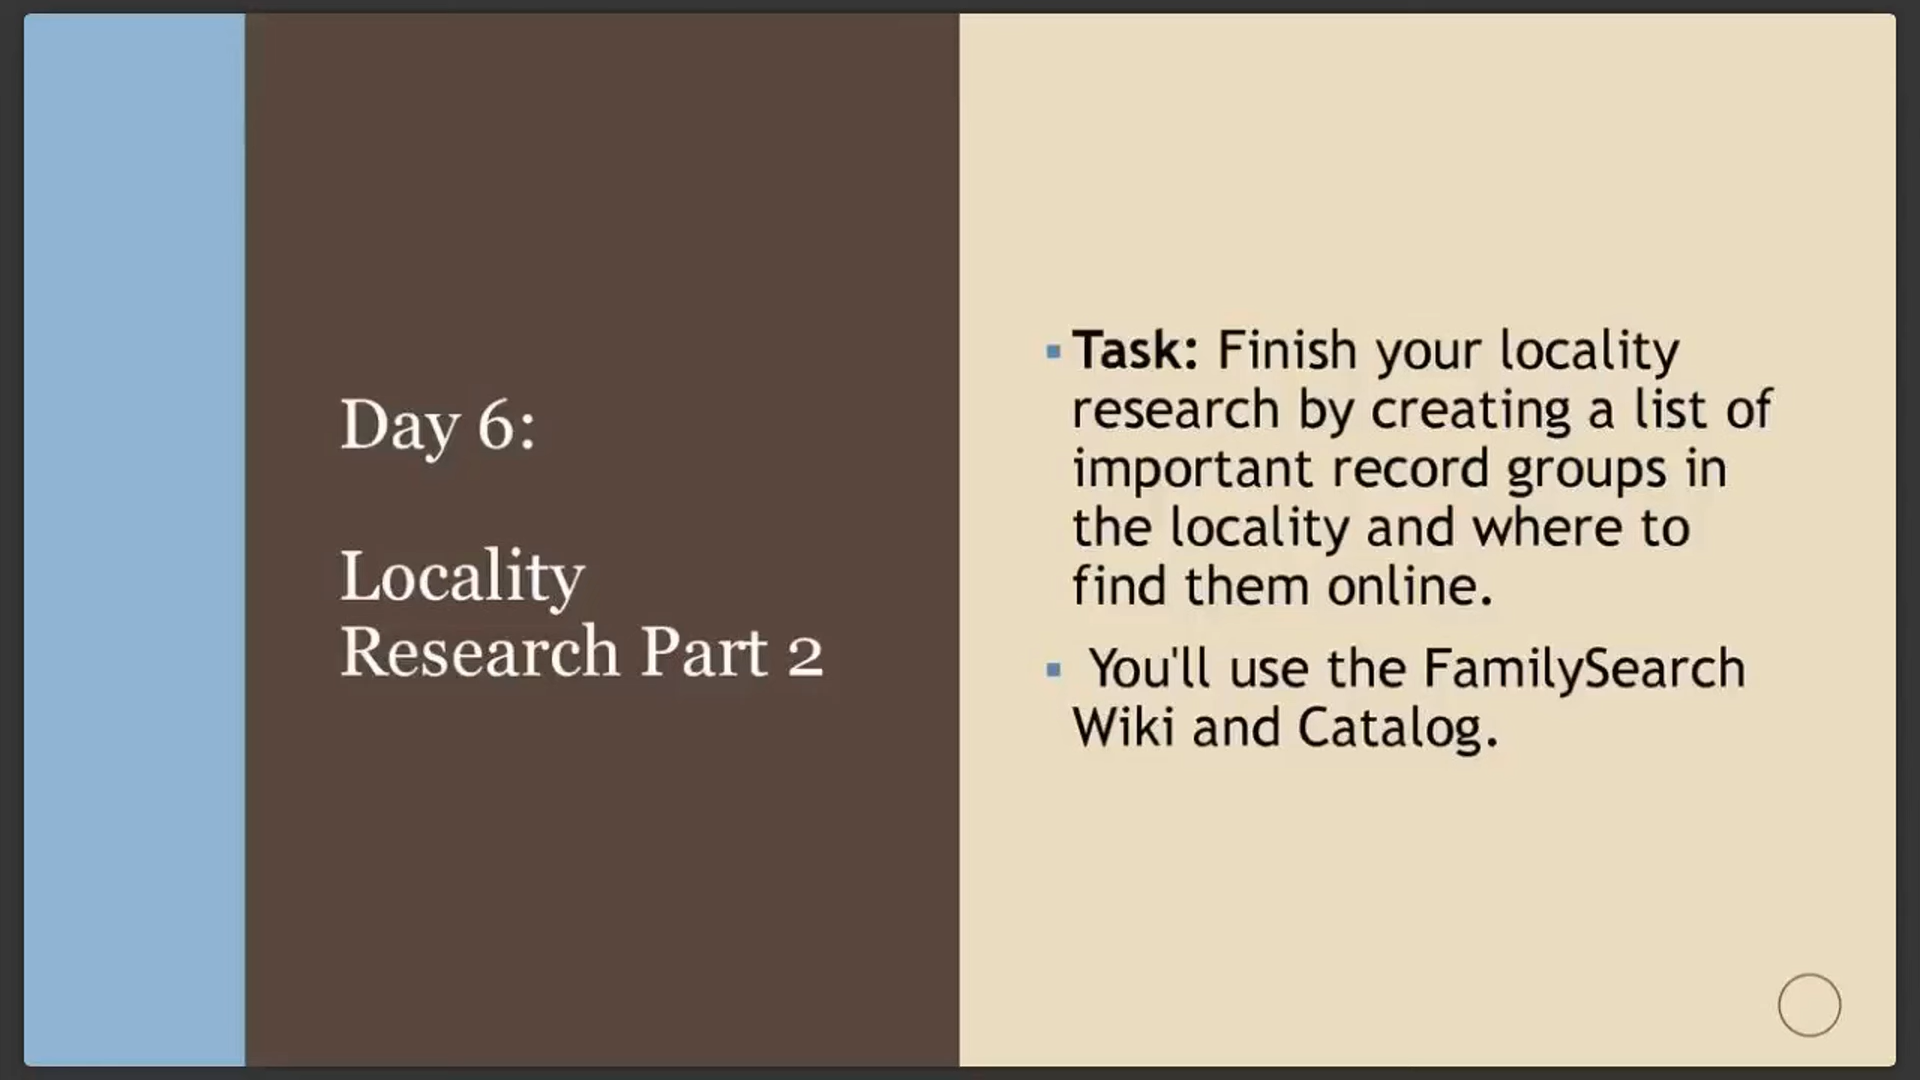 Day 6:
Locality
Research Part 2
▪ Task: Finish your locality
research by creating a list of
important record groups in
the locality and where to
find them online.
▪ You'll use the FamilySearch
Wiki and Catalog.